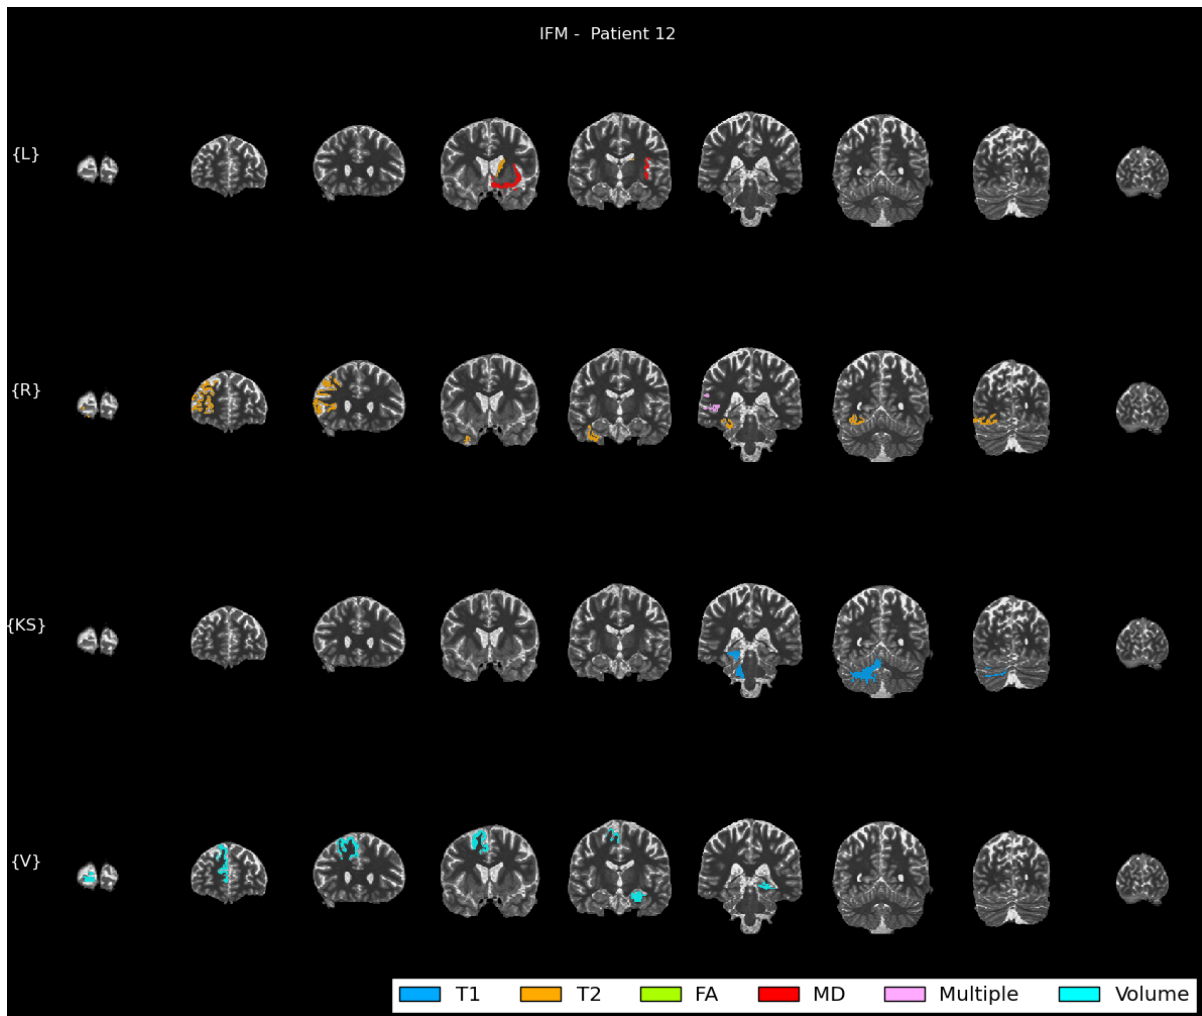 IFM -  Patient 12
{L}
{R}
{KS}
{V}
T1 T2 FA MD Multiple Volume